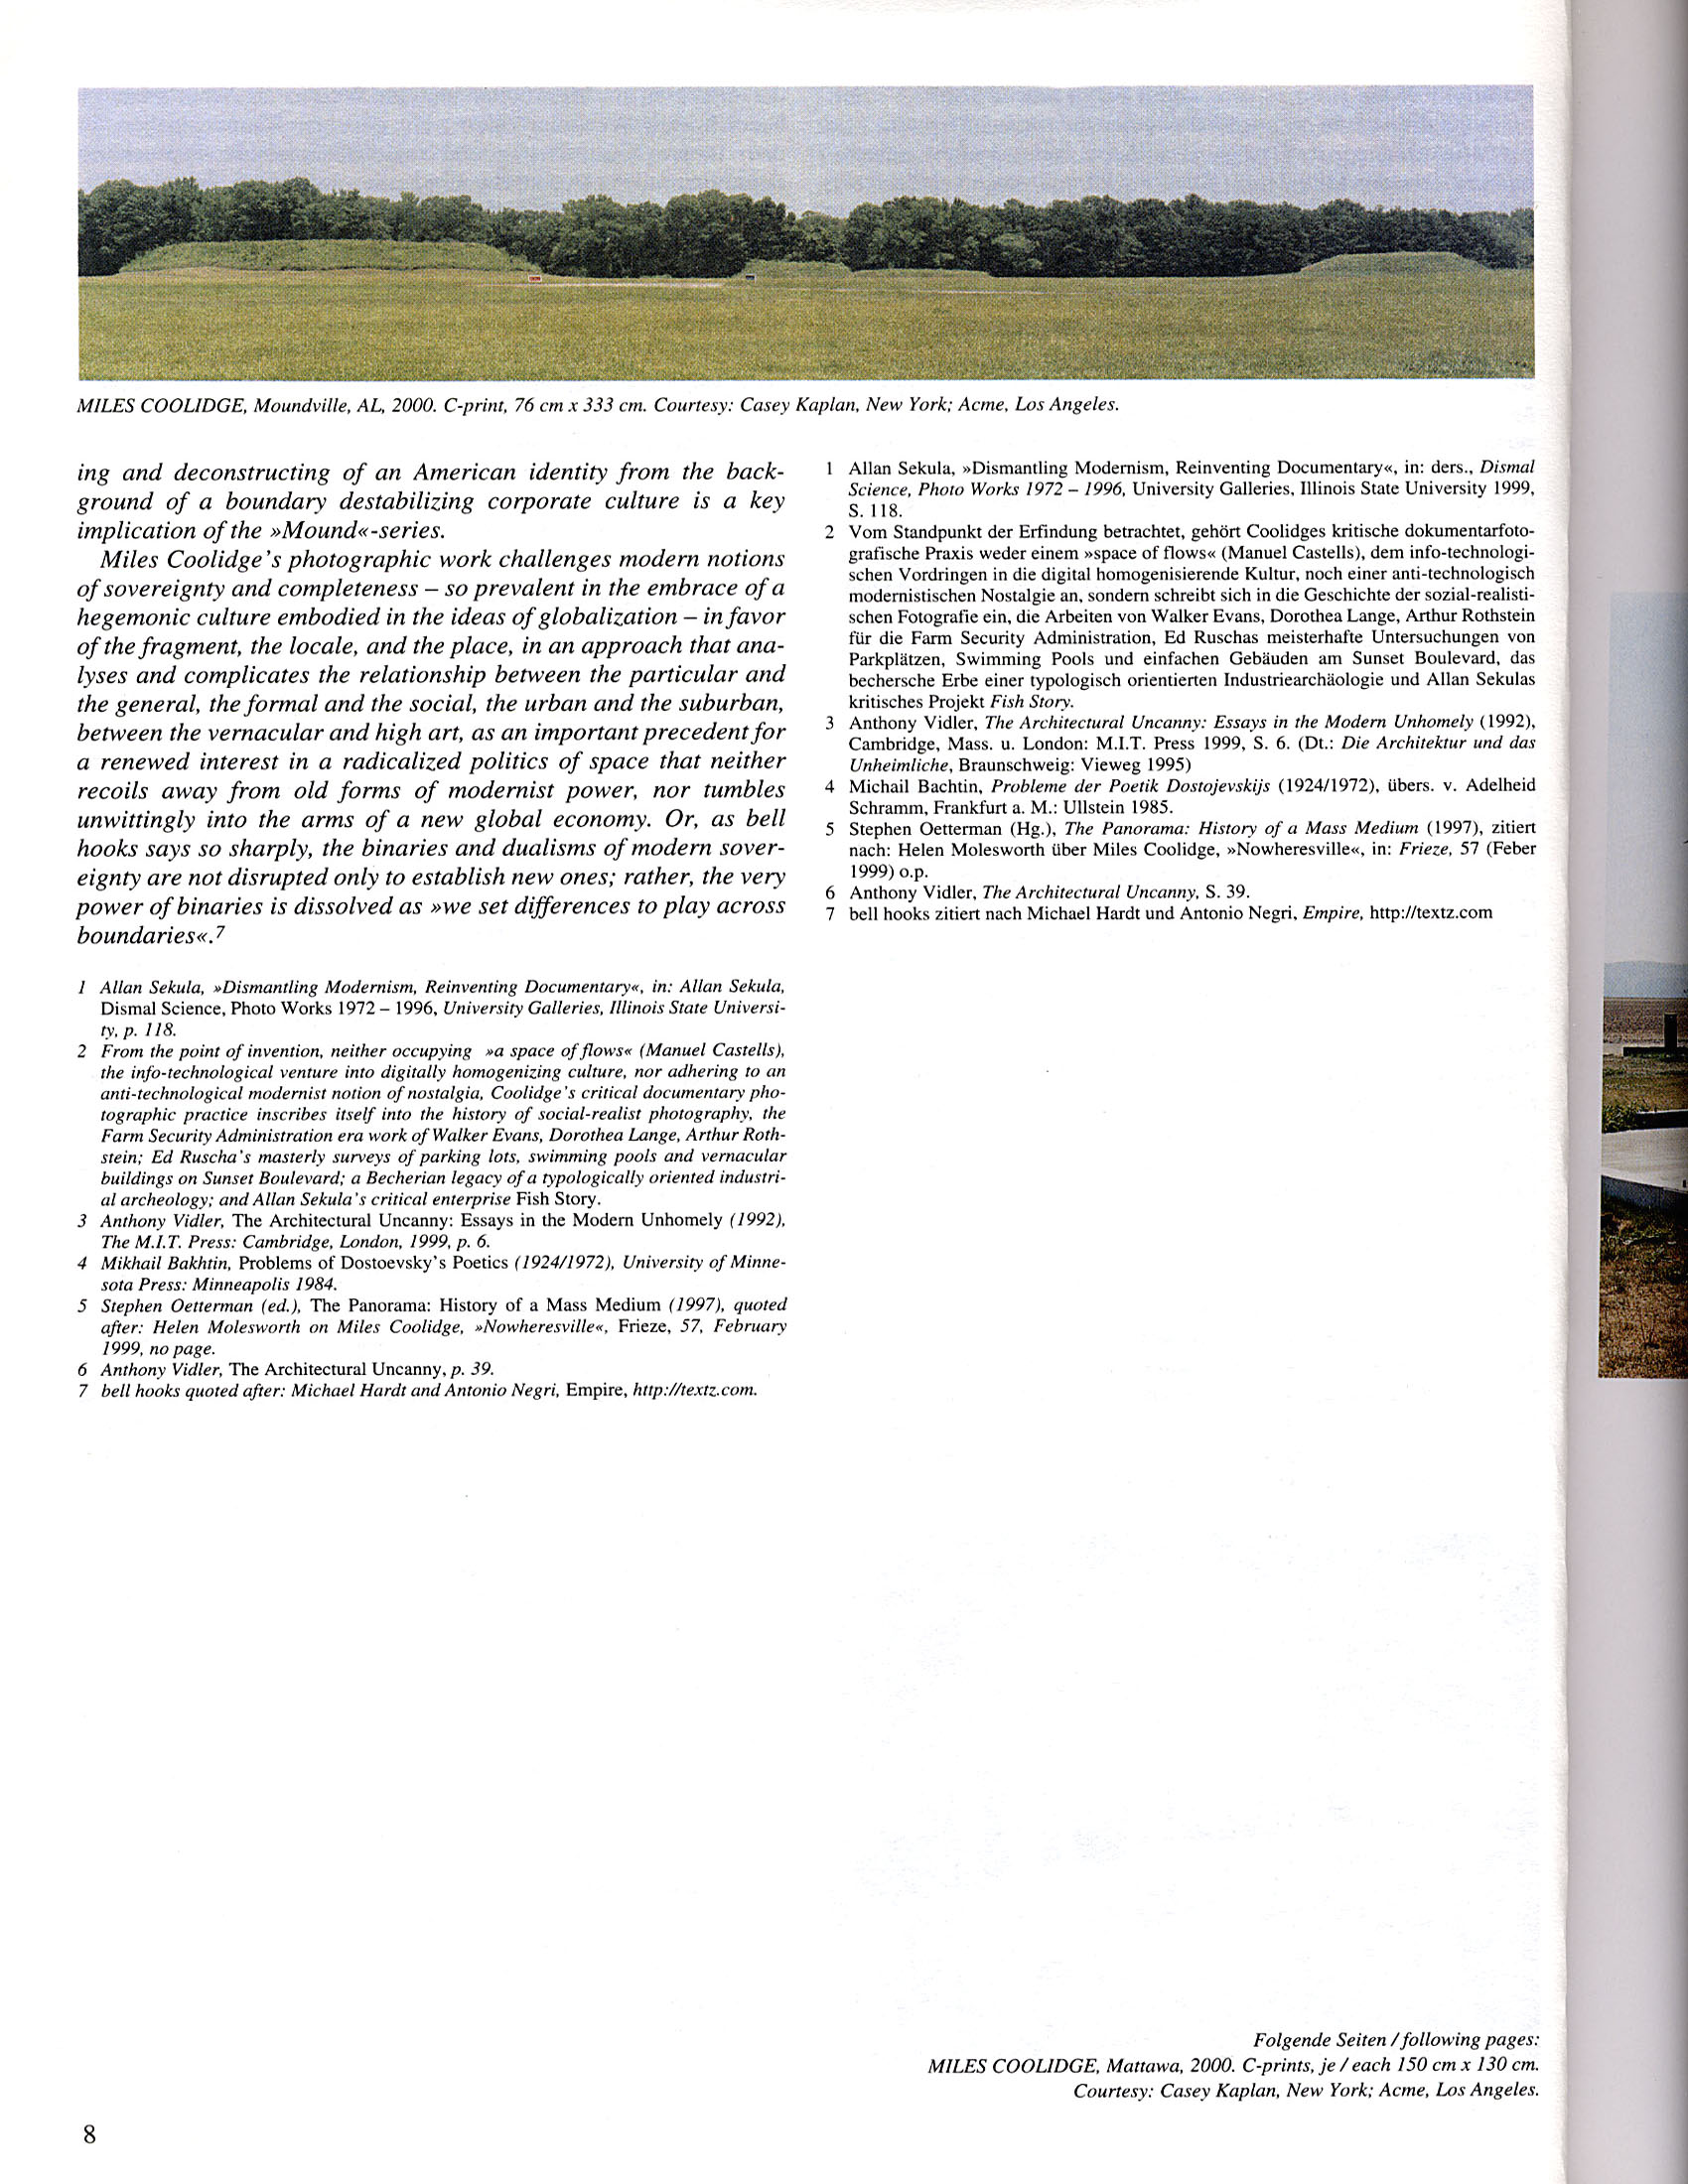 MILES COOLIDGE, Moundville, AL, 2000. C-print, 76 cm x 333 cm. Courtesy: Casey Kaplan, New York; Acme, Los Angeles.
ing and deconstructing of an American identity from the back-
ground of a boundary destabilizing corporate culture is a key
implication of the »Mound«-series.
Miles Coolidge's photographic work challenges modern notions
of sovereignty and completeness – so prevalent in the embrace of a
hegemonic culture embodied in the ideas of globalization – in favor
of the fragment, the locale, and the place, in an approach that ana-
lyses and complicates the relationship between the particular and
the general, the formal and the social, the urban and the suburban,
between the vernacular and high art, as an important precedent for
a renewed interest in a radicalized politics of space that neither
recoils away from old forms of modernist power, nor tumbles
unwittingly into the arms of a new global economy. Or, as bell
hooks says so sharply, the binaries and dualisms of modern sover-
eignty are not disrupted only to establish new ones; rather, the very
power of binaries is dissolved as »we set differences to play across
boundaries«.7
1 Allan Sekula, »Dismantling Modernism, Reinventing Documentary«, in: Allan Sekula,
Dismal Science, Photo Works 1972 – 1996, University Galleries, Illinois State Universi-
ty, p. 118.
2 From the point of invention, neither occupying »a space of flows« (Manuel Castells),
the info-technological venture into digitally homogenizing culture, nor adhering to an
anti-technological modernist notion of nostalgia, Coolidge's critical documentary pho-
tographic practice inscribes itself into the history of social-realist photography, the
Farm Security Administration era work of Walker Evans, Dorothea Lange, Arthur Roth-
stein; Ed Ruscha's masterly surveys of parking lots, swimming pools and vernacular
buildings on Sunset Boulevard; a Becherian legacy of a typologically oriented industri-
al archeology; and Allan Sekula's critical enterprise Fish Story.
3 Anthony Vidler, The Architectural Uncanny: Essays in the Modern Unhomely (1992),
The M.I.T. Press: Cambridge, London, 1999, p. 6.
4 Mikhail Bakhtin, Problems of Dostoevsky's Poetics (1924/1972), University of Minne-
sota Press: Minneapolis 1984.
5 Stephen Oetterman (ed.), The Panorama: History of a Mass Medium (1997), quoted
after: Helen Molesworth on Miles Coolidge, »Nowheresville«, Frieze, 57, February
1999, no page.
6 Anthony Vidler, The Architectural Uncanny, p. 39.
7 bell hooks quoted after: Michael Hardt and Antonio Negri, Empire, http://textz.com.
1 Allan Sekula, »Dismantling Modernism, Reinventing Documentary«, in: ders., Dismal
Science, Photo Works 1972 – 1996, University Galleries, Illinois State University 1999,
S. 118.
2 Vom Standpunkt der Erfindung betrachtet, gehört Coolidges kritische dokumentarfoto-
grafische Praxis weder einem »space of flows« (Manuel Castells), dem info-technologi-
schen Vordringen in die digital homogenisierende Kultur, noch einer anti-technologisch
modernistischen Nostalgie an, sondern schreibt sich in die Geschichte der sozial-realisti-
schen Fotografie ein, die Arbeiten von Walker Evans, Dorothea Lange, Arthur Rothstein
für die Farm Security Administration, Ed Ruschas meisterhafte Untersuchungen von
Parkplätzen, Swimming Pools und einfachen Gebäuden am Sunset Boulevard, das
bechersche Erbe einer typologisch orientierten Industriearchäologie und Allan Sekulas
kritisches Projekt Fish Story.
3 Anthony Vidler, The Architectural Uncanny: Essays in the Modern Unhomely (1992),
Cambridge, Mass. u. London: M.I.T. Press 1999, S. 6. (Dt.: Die Architektur und das
Unheimliche, Braunschweig: Vieweg 1995)
4 Michail Bachtin, Probleme der Poetik Dostojevskijs (1924/1972), übers. v. Adelheid
Schramm, Frankfurt a. M.: Ullstein 1985.
5 Stephen Oetterman (Hg.), The Panorama: History of a Mass Medium (1997), zitiert
nach: Helen Molesworth über Miles Coolidge, »Nowheresville«, in: Frieze, 57 (Feber
1999) o.p.
6 Anthony Vidler, The Architectural Uncanny, S. 39.
7 bell hooks zitiert nach Michael Hardt und Antonio Negri, Empire, http://textz.com
Folgende Seiten / following pages:
MILES COOLIDGE, Mattawa, 2000. C-prints, je / each 150 cm x 130 cm.
Courtesy: Casey Kaplan, New York; Acme, Los Angeles.
8